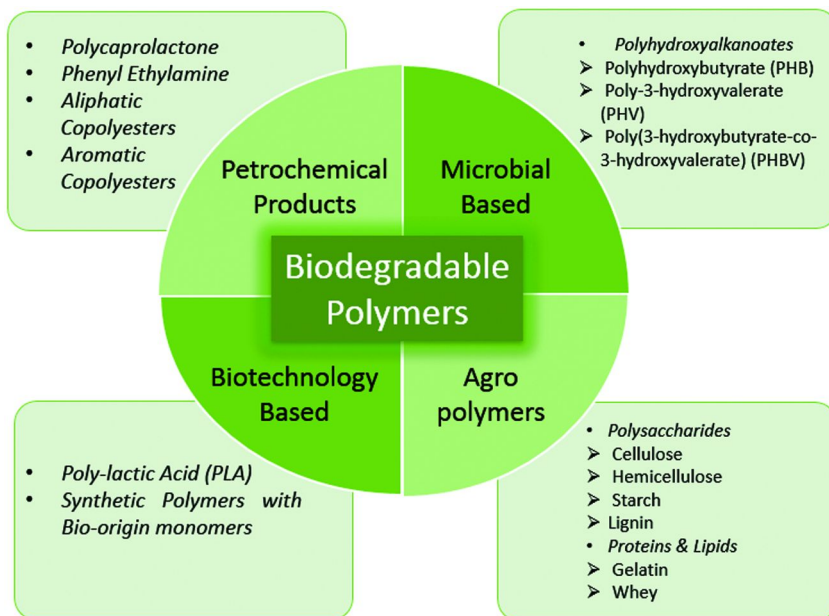 • Polycaprolactone
• Phenyl Ethylamine
• Aliphatic
Copolyesters
• Aromatic
Copolyesters
• Polyhydroxyalkanoates
➢ Polyhydroxybutyrate (PHB)
➢ Poly-3-hydroxyvalerate
(PHV)
➢ Poly(3-hydroxybutyrate-co-
3-hydroxyvalerate) (PHBV)
Petrochemical
Products
Microbial
Based
Biodegradable
Polymers
Biotechnology
Based
Agro
polymers
• Poly-lactic Acid (PLA)
• Synthetic Polymers with
Bio-origin monomers
• Polysaccharides
➢ Cellulose
➢ Hemicellulose
➢ Starch
➢ Lignin
• Proteins & Lipids
➢ Gelatin
➢ Whey